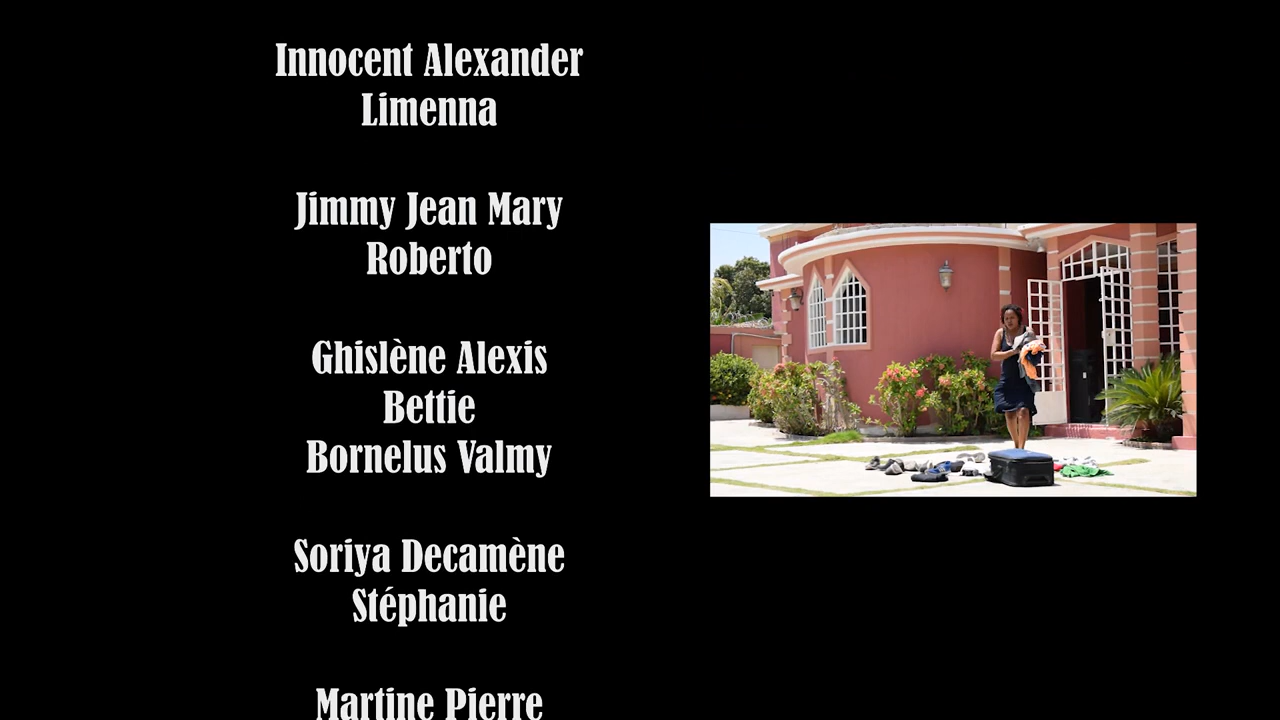 Innocent Alexander
Limenna
Jimmy Jean Mary
Roberto
Ghislène Alexis
Bettie
Bornelus Valmy
Soriya Decamène
Stéphanie
Martine Pierre